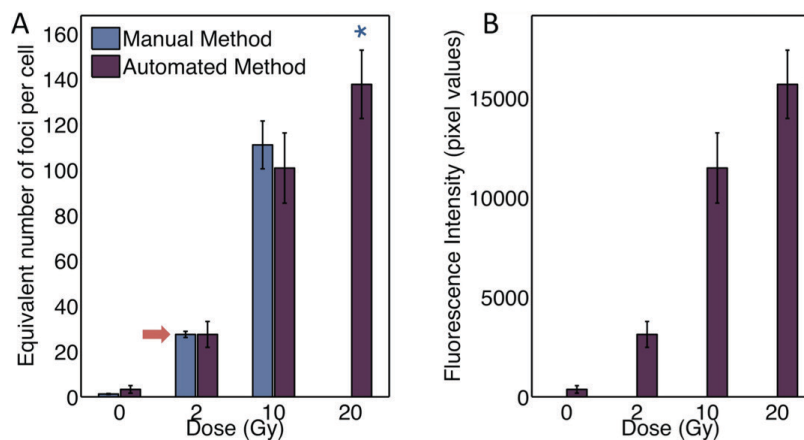 A
Equivalent number of foci per cell
160
140
120
100
80
60
40
20
0
Manual Method
Automated Method
*
0 2 10 20
Dose (Gy)
B
Fluorescence Intensity (pixel values)
15000
10000
5000
0
0 2 10 20
Dose (Gy)